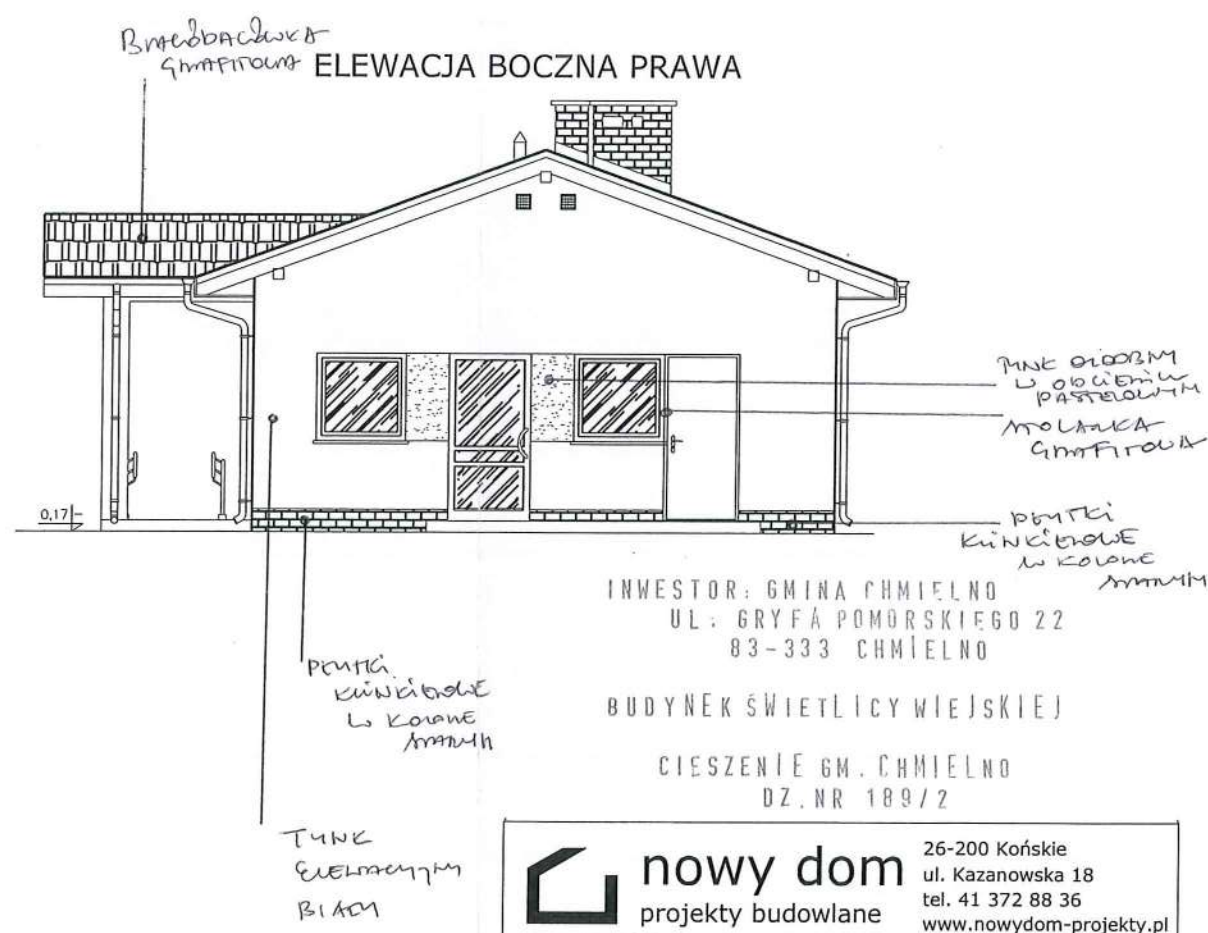 BLACHODACHÓWKA
GRAFITOWA
ELEWACJA BOCZNA PRAWA
TYNK OZDOBNY
W ODCIENIU
PASTELOWYM
STOLARKA
GRAFITOWA
0,17
PŁYTKI
KLINKIEROWE
W KOLORZE
SZARYM
INWESTOR: GMINA CHMIELNO
UL. GRYFA POMORSKIEGO 22
83-333 CHMIELNO
PŁYTKI
KLINKIEROWE
W KOLORZE
SZARYM
BUDYNEK ŚWIETLICY WIEJSKIEJ
CIESZENIE GM. CHMIELNO
DZ.NR 189/2
TYNK
ELEWACYJNY
BIAŁY
nowy dom
projekty budowlane
26-200 Końskie
ul. Kazanowska 18
tel. 41 372 88 36
www.nowydom-projekty.pl